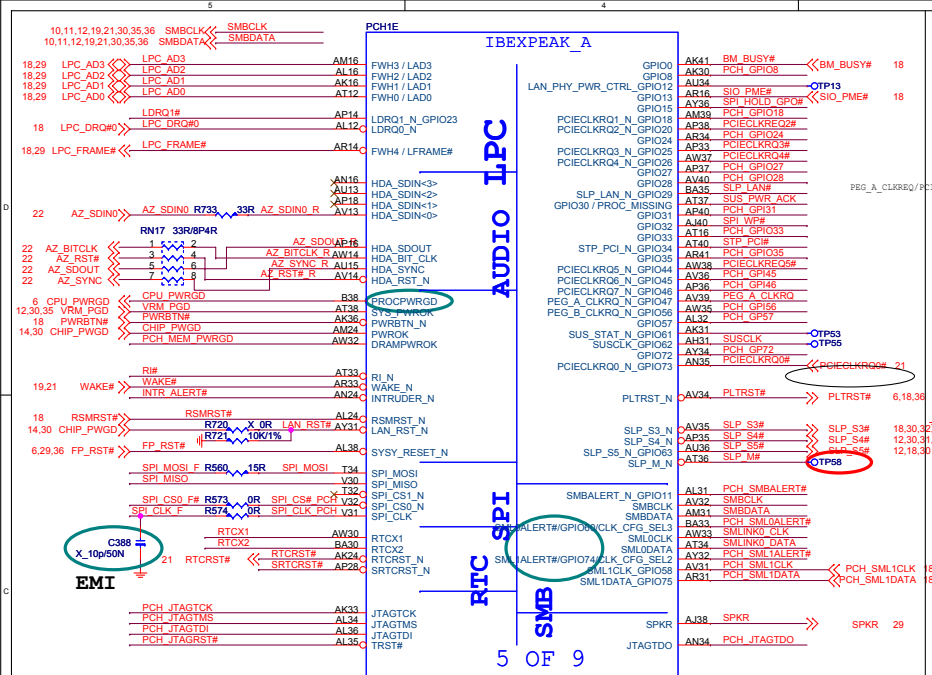 5 4
PCH1E
IBEXPEAK_A
10,11,12,19,21,30,35,36 SMBCLK SMBCLK
10,11,12,19,21,30,35,36 SMBDATA SMBDATA
18,29 LPC_AD3 LPC_AD3 AM16 FWH3 / LAD3
18,29 LPC_AD2 LPC_AD2 AL16 FWH2 / LAD2
18,29 LPC_AD1 LPC_AD1 AK16 FWH1 / LAD1
18,29 LPC_AD0 LPC_AD0 AT12 FWH0 / LAD0
LDRQ1# AP14 LDRQ1_N_GPIO23
18 LPC_DRQ#0 LPC_DRQ#0 AL12 LDRQ0_N
18,29 LPC_FRAME# LPC_FRAME# AR14 FWH4 / LFRAME#
AN16 HDA_SDIN<3>
AU13 HDA_SDIN<2>
AP18 HDA_SDIN<1>
22 AZ_SDIN0 AZ_SDIN0 R733 33R AZ_SDIN0_R AV13 HDA_SDIN<0>
D
RN17 33R/8P4R
AP16 HDA_SDOUT
22 AZ_BITCLK 1 2 AZ_BITCLK_R AW14 HDA_BIT_CLK
22 AZ_RST# 3 4 AZ_SYNC_R AU15 HDA_SYNC
22 AZ_SDOUT 5 6 AZ_RST#_R AV14 HDA_RST_N
22 AZ_SYNC 7 8
6 CPU_PWRGD CPU_PWRGD B38 PROCPWRGD
12,30,35 VRM_PGD VRM_PGD AT38 SYS_PWROK
18 PWRBTN# PWRBTN# AK36 PWRBTN_N
14,30 CHIP_PWGD CHIP_PWGD AM24 PWROK
PCH_MEM_PWRGD AW32 DRAMPWROK
RI# AT33 RI_N
19,21 WAKE# WAKE# AR33 WAKE_N
INTR_ALERT# AN24 INTRUDER_N
18 RSMRST# RSMRST# AL24 RSMRST_N
14,30 CHIP_PWGD R720 X_0R LAN_RST# AY31 LAN_RST_N
R721 10K/1%
6,29,36 FP_RST# FP_RST# AL38 SYSY_RESET_N
SPI_MOSI_F R560 15R SPI_MOSI T34 SPI_MOSI
SPI_MISO V30 SPI_MISO
T32 SPI_CS1_N
SPI_CS0_F# R573 0R SPI_CS#_PCH V32 SPI_CS0_N
SPI_CLK_F R574 0R SPI_CLK_PCH V31 SPI_CLK
C388
X_10p/50N
EMI
RTCX1 AW30 RTCX1
RTCX2 BA30 RTCX2
21 RTCRST# RTCRST# AK24 RTCRST_N
SRTCRST# AP28 SRTCRST_N
C
PCH_JTAGTCK AK33 JTAGTCK
PCH_JTAGTMS AL34 JTAGTMS
PCH_JTAGTDI AL36 JTAGTDI
PCH_JTAGRST# AL35 TRST#
LPC
AUDIO
SPI
RTC
SMB
GPIO0 AK41 BM_BUSY# BM_BUSY# 18
GPIO8 AK30 PCH_GPIO8
LAN_PHY_PWR_CTRL_GPIO12 AU34 TP13
GPIO13 AR16 SIO_PME# SIO_PME# 18
GPIO15 AY36 SPI_HOLD_GPO#
PCIECLKRQ1_N_GPIO18 AM39 PCH_GPIO18
PCIECLKRQ2_N_GPIO20 AP38 PCIECLKREQ2#
GPIO24 AR34 PCH_GPIO24
PCIECLKRQ3_N_GPIO25 AP33 PCIECLKRQ3#
PCIECLKRQ4_N_GPIO26 AW37 PCIECLKRQ4#
GPIO27 AP37 PCH_GPIO27
GPIO28 AV40 PCH_GPIO28
SLP_LAN_N_GPIO29 BA35 SLP_LAN#
GPIO30 / PROC_MISSING AT37 SUS_PWR_ACK
GPIO31 AP40 PCH_GPI31
GPIO32 AJ40 SPI_WP#
GPIO33 AT16 PCH_GPIO33
STP_PCI_N_GPIO34 AT40 STP_PCI#
GPIO35 AR41 PCH_GPIO35
PCIECLKRQ5_N_GPIO44 AW38 PCIECLKREQ5#
PCIECLKRQ6_N_GPIO45 AV36 PCH_GPI45
PCIECLKRQ7_N_GPIO46 AP36 PCH_GPI46
PEG_A_CLKRQ_N_GPIO47 AV39 PEG_A_CLKRQ
PEG_B_CLKRQ_N_GPIO56 AW35 PCH_GPI56
GPIO57 AL32 PCH_GP57
SUS_STAT_N_GPIO61 AK31 TP53
SUSCLK_GPIO62 AH31 SUSCLK TP55
GPIO72 AY34 PCH_GP72
PCIECLKRQ0_N_GPIO73 AN35 PCIECLKRQ0# PCIECLKRQ0# 21
PLTRST_N AV34 PLTRST# PLTRST# 6,18,36
SLP_S3_N AV35 SLP_S3# SLP_S3# 18,30,32
SLP_S4_N AP35 SLP_S4# SLP_S4# 12,30,31
SLP_S5_N_GPIO63 AU36 SLP_S5# SLP_S5# 12,18,30
SLP_M_N AT36 SLP_M# TP58
SMBALERT_N_GPIO11 AL31 PCH_SMBALERT#
SMBCLK AV32 SMBCLK
SMBDATA AM31 SMBDATA
SML0ALERT#/GPIO60/CLK_CFG_SEL3 BA33 PCH_SML0ALERT#
SML0CLK AW33 SMLINK0_CLK
SML0DATA AT34 SMLINK0_DATA
SML1ALERT#/GPIO74/CLK_CFG_SEL2 AY32 PCH_SML1ALERT#
SML1CLK_GPIO58 AV31 PCH_SML1CLK PCH_SML1CLK 18
SML1DATA_GPIO75 AR31 PCH_SML1DATA PCH_SML1DATA 18
SPKR AJ38 SPKR SPKR 29
JTAGTDO AN34 PCH_JTAGTDO
PEG_A_CLKREQ/PC
5 OF 9